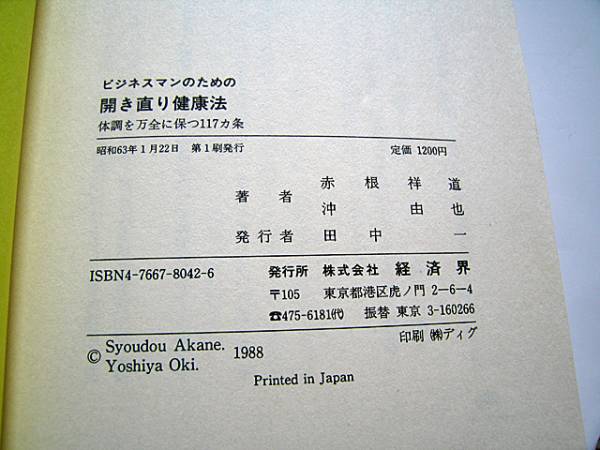 ビジネスマンのための
開き直り健康法
体調を万全に保つ117カ条
昭和63年1月22日 第1刷発行 定価 1200円
著者 赤根祥道
沖由也
発行者 田中一
ISBN4-7667-8042-6 発行所 株式会社 経済界
〒105 東京都港区虎ノ門2-6-4
☎475-6181㈹ 振替 東京 3-160266
印刷 ㈱ディグ
© Syoudou Akane. 1988
Yoshiya Oki.
Printed in Japan